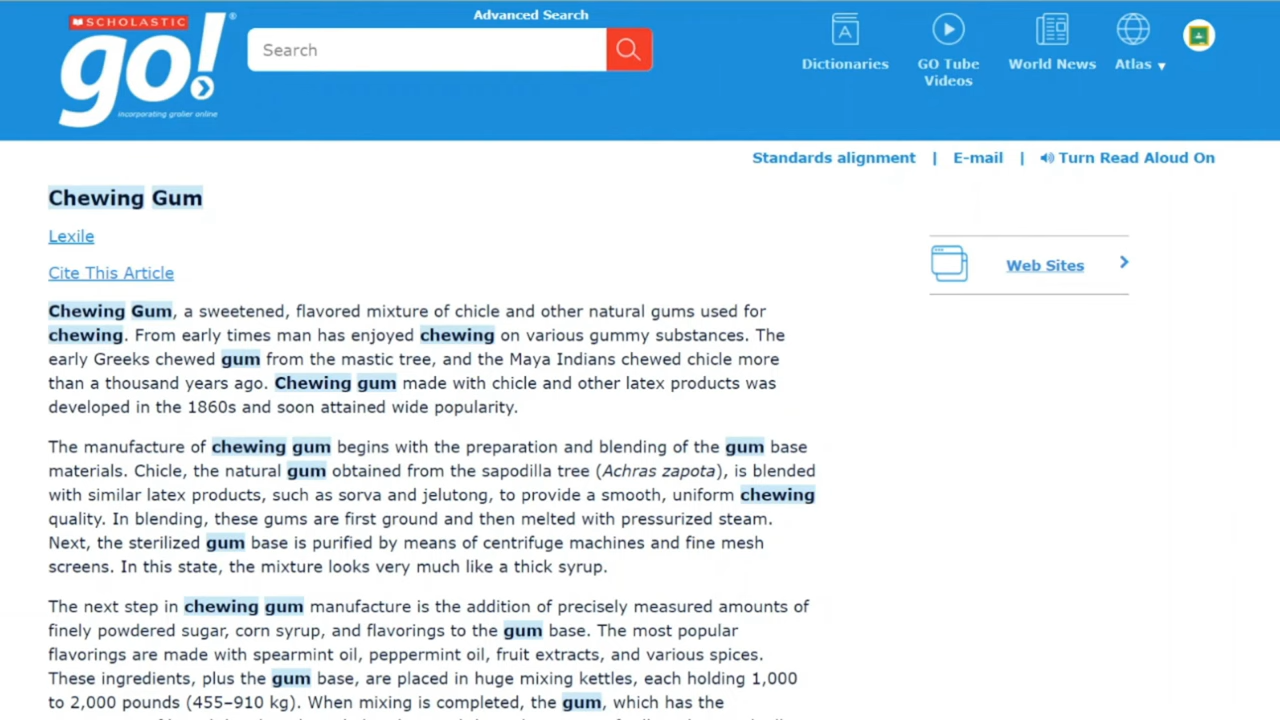 SCHOLASTIC
go!
incorporating grolier online
Advanced Search
Search
Dictionaries
GO Tube
Videos
World News
Atlas ▼
Standards alignment | E-mail | Turn Read Aloud On
Chewing Gum
Lexile
Cite This Article
Web Sites
Chewing Gum, a sweetened, flavored mixture of chicle and other natural gums used for
chewing. From early times man has enjoyed chewing on various gummy substances. The
early Greeks chewed gum from the mastic tree, and the Maya Indians chewed chicle more
than a thousand years ago. Chewing gum made with chicle and other latex products was
developed in the 1860s and soon attained wide popularity.
The manufacture of chewing gum begins with the preparation and blending of the gum base
materials. Chicle, the natural gum obtained from the sapodilla tree (Achras zapota), is blended
with similar latex products, such as sorva and jelutong, to provide a smooth, uniform chewing
quality. In blending, these gums are first ground and then melted with pressurized steam.
Next, the sterilized gum base is purified by means of centrifuge machines and fine mesh
screens. In this state, the mixture looks very much like a thick syrup.
The next step in chewing gum manufacture is the addition of precisely measured amounts of
finely powdered sugar, corn syrup, and flavorings to the gum base. The most popular
flavorings are made with spearmint oil, peppermint oil, fruit extracts, and various spices.
These ingredients, plus the gum base, are placed in huge mixing kettles, each holding 1,000
to 2,000 pounds (455–910 kg). When mixing is completed, the gum, which has the